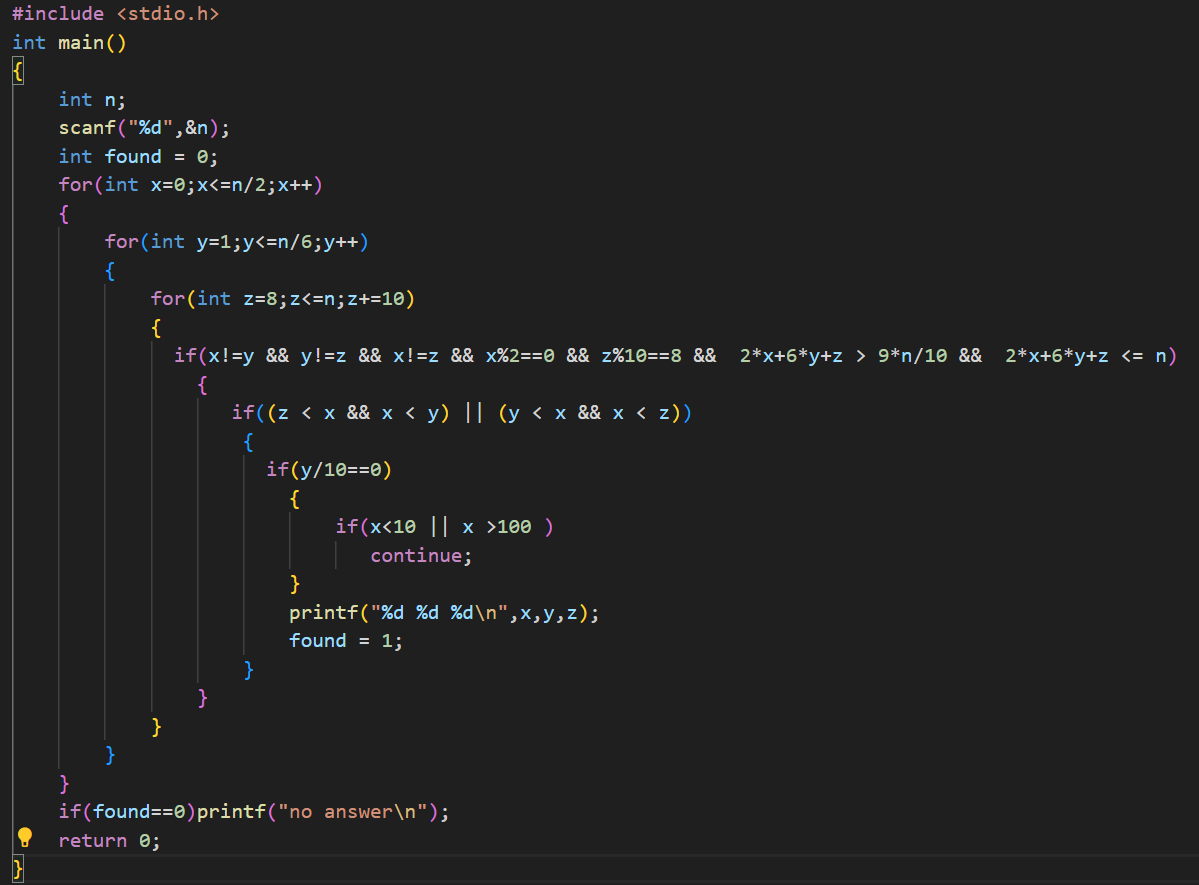 #include <stdio.h>
int main()
{
    int n;
    scanf("%d",&n);
    int found = 0;
    for(int x=0;x<=n/2;x++)
    {
        for(int y=1;y<=n/6;y++)
        {
            for(int z=8;z<=n;z+=10)
            {
              if(x!=y && y!=z && x!=z && x%2==0 && z%10==8 &&  2*x+6*y+z > 9*n/10 &&  2*x+6*y+z <= n)
                {
                   if((z < x && x < y) || (y < x && x < z))
                    {
                      if(y/10==0)
                        {
                            if(x<10 || x >100 )
                               continue;
                        }
                        printf("%d %d %d\n",x,y,z);
                        found = 1;
                    }
                }
            }
        }
    }
    if(found==0)printf("no answer\n");
    return 0;
}